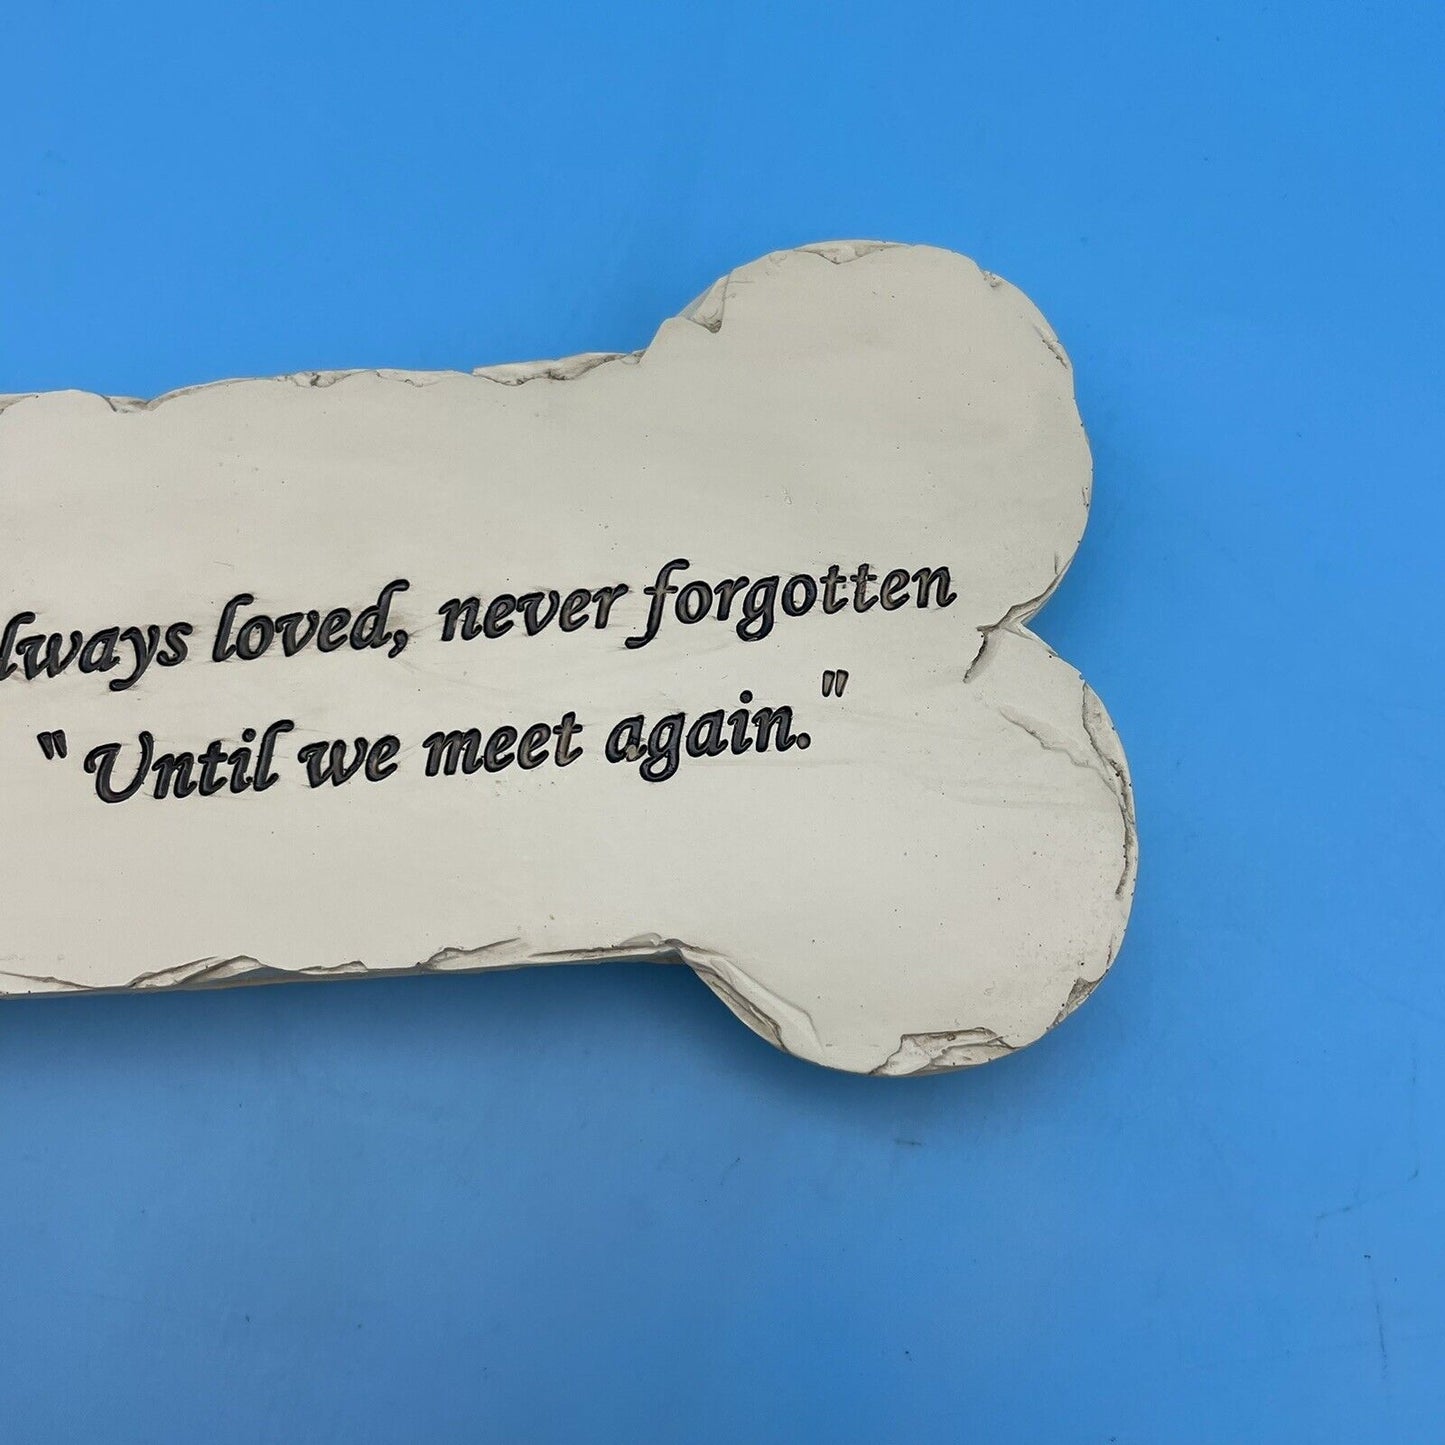 lways loved, never forgotten
"Until we meet again."